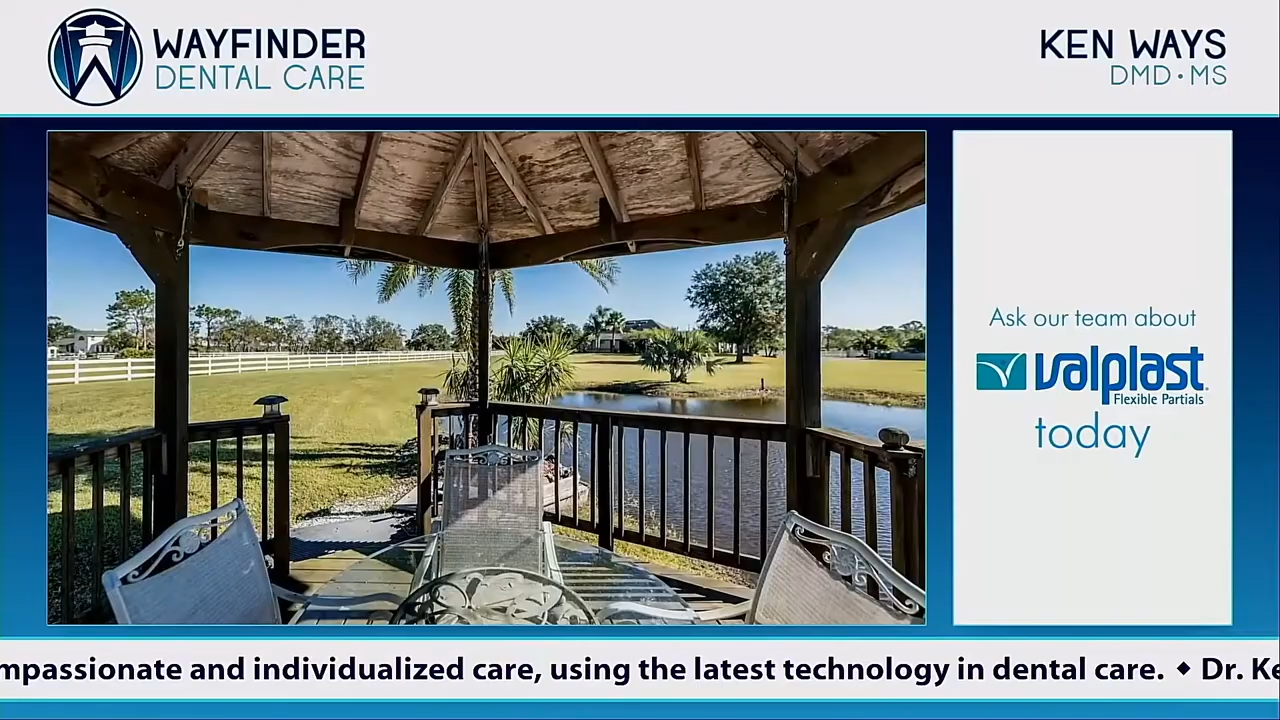 WAYFINDER
DENTAL CARE
KEN WAYS
DMD • MS
Ask our team about
valplast
Flexible Partials
today
mpassionate and individualized care, using the latest technology in dental care. ◆ Dr. Ke